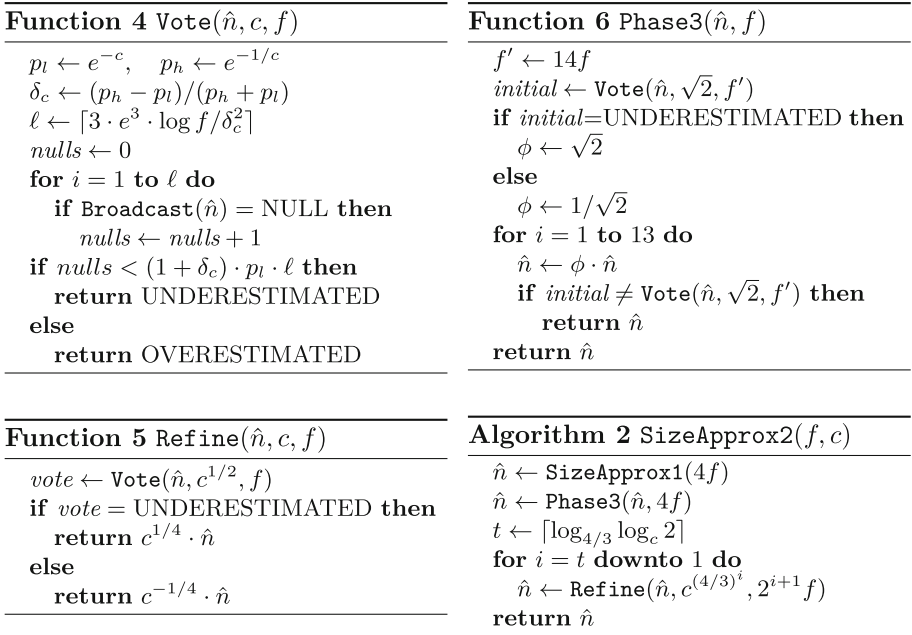 Function 4 Vote(n̂, c, f)
p_l ← e^{−c}, p_h ← e^{−1/c}
δ_c ← (p_h − p_l)/(p_h + p_l)
ℓ ← ⌈3 · e^3 · log f/δ_c^2⌉
nulls ← 0
for i = 1 to ℓ do
if Broadcast(n̂) = NULL then
nulls ← nulls + 1
if nulls < (1 + δ_c) · p_l · ℓ then
return UNDERESTIMATED
else
return OVERESTIMATED
Function 5 Refine(n̂, c, f)
vote ← Vote(n̂, c^{1/2}, f)
if vote = UNDERESTIMATED then
return c^{1/4} · n̂
else
return c^{−1/4} · n̂
Function 6 Phase3(n̂, f)
f′ ← 14f
initial ← Vote(n̂, √2, f′)
if initial=UNDERESTIMATED then
ϕ ← √2
else
ϕ ← 1/√2
for i = 1 to 13 do
n̂ ← ϕ · n̂
if initial ≠ Vote(n̂, √2, f′) then
return n̂
return n̂
Algorithm 2 SizeApprox2(f, c)
n̂ ← SizeApprox1(4f)
n̂ ← Phase3(n̂, 4f)
t ← ⌈log_{4/3} log_c 2⌉
for i = t downto 1 do
n̂ ← Refine(n̂, c^{(4/3)^i}, 2^{i+1} f)
return n̂